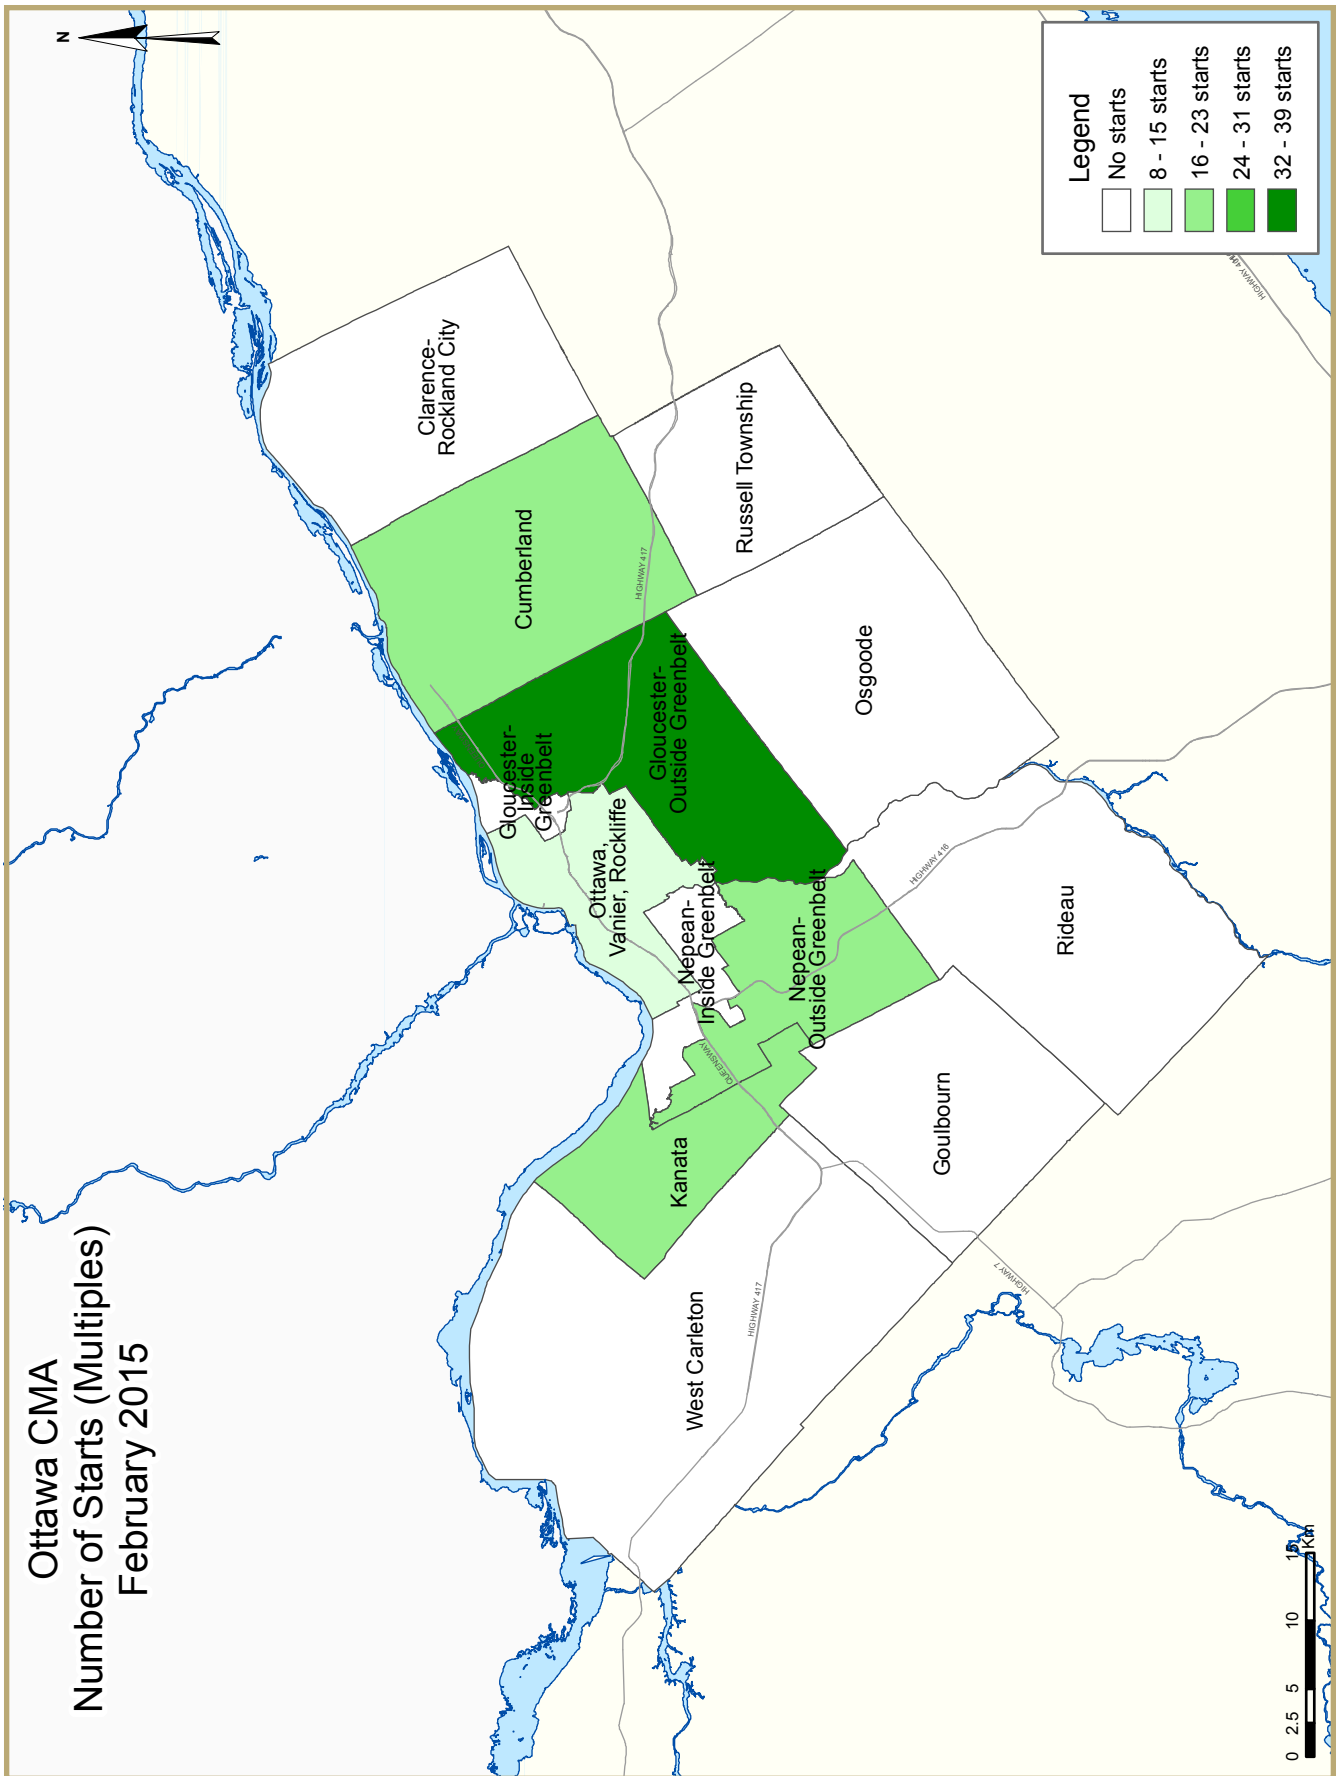 Ottawa CMA
Number of Starts (Multiples)
February 2015
N
Clarence-
Rockland City
Cumberland
Russell Township
HIGHWAY 417
Osgoode
Gloucester-
Outside Greenbelt
Gloucester-
Inside
Greenbelt
Ottawa,
Vanier, Rockliffe
Nepean-
Inside Greenbelt
Nepean-
Outside Greenbelt
HIGHWAY 416
Rideau
QUEENSWAY
Kanata
Goulbourn
West Carleton
HIGHWAY 417
HIGHWAY 7
Legend
No starts
8 - 15 starts
16 - 23 starts
24 - 31 starts
32 - 39 starts
0 2.5 5 10 15
Km